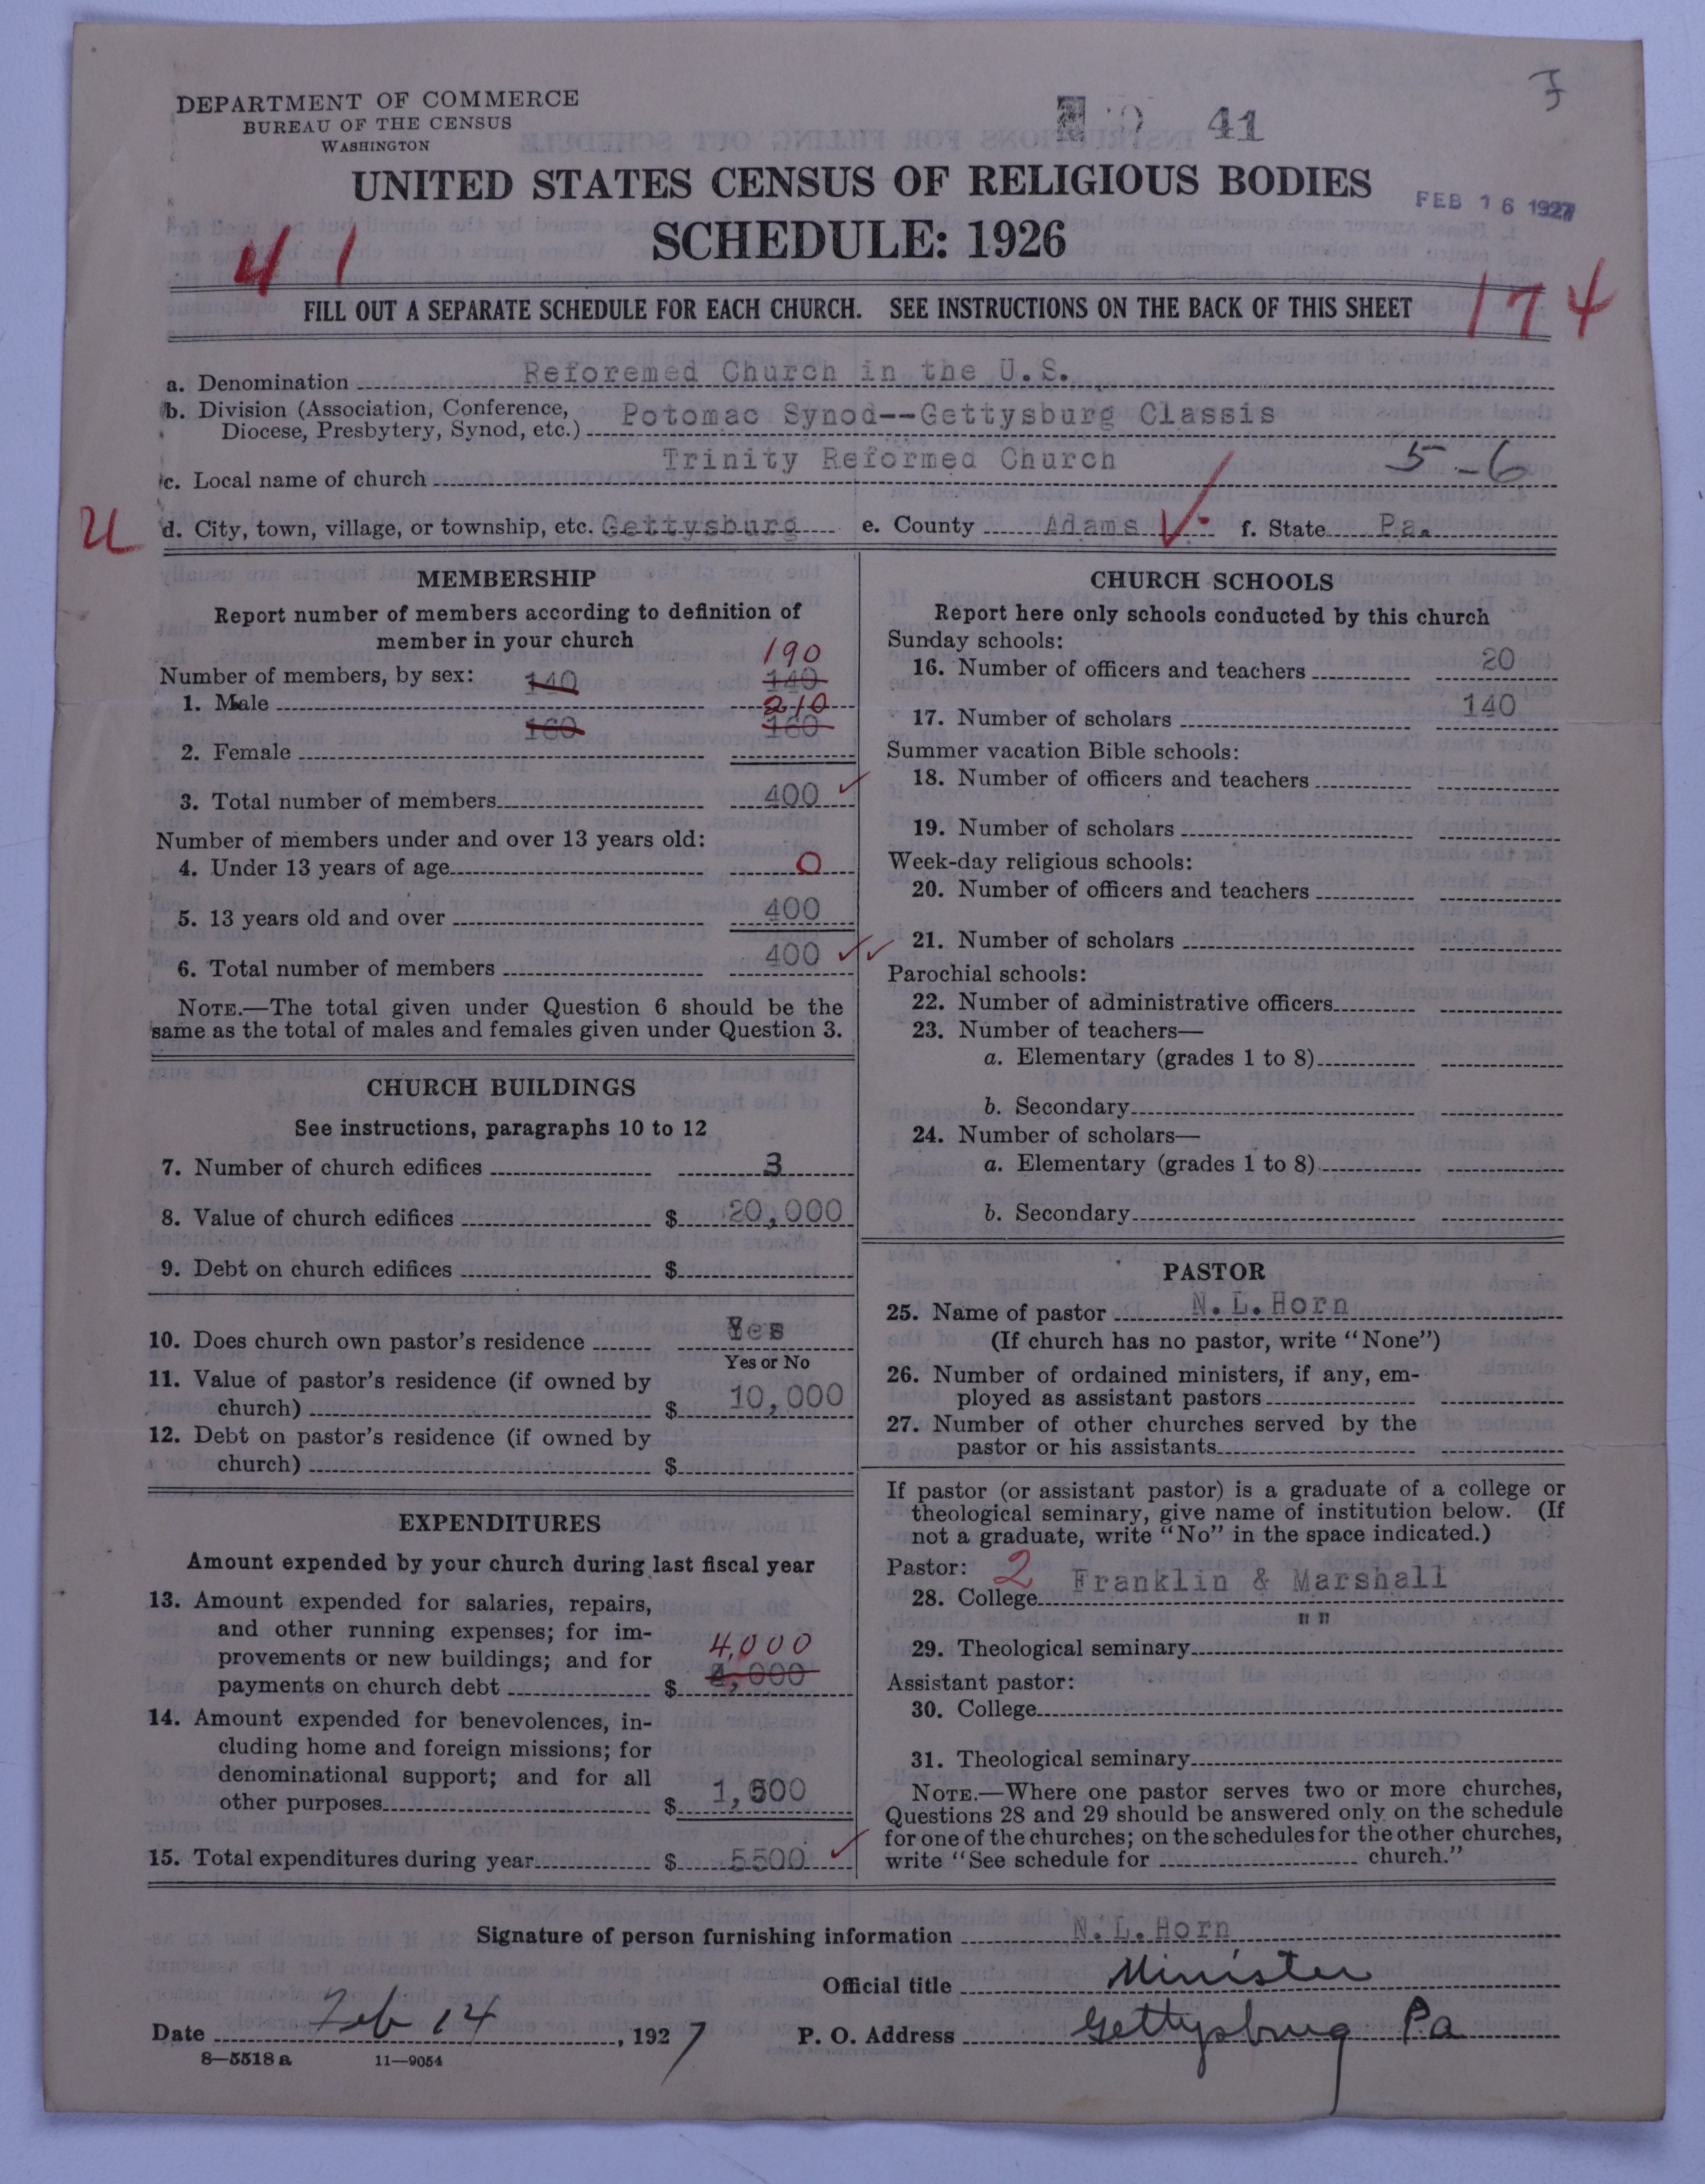 F
DEPARTMENT OF COMMERCE
BUREAU OF THE CENSUS
WASHINGTON
41
UNITED STATES CENSUS OF RELIGIOUS BODIES
FEB 16 1927
SCHEDULE: 1926
41
174
FILL OUT A SEPARATE SCHEDULE FOR EACH CHURCH. SEE INSTRUCTIONS ON THE BACK OF THIS SHEET
a. Denomination Reforemed Church in the U.S.
b. Division (Association, Conference, Diocese, Presbytery, Synod, etc.) Potomac Synod--Gettysburg Classis
c. Local name of church Trinity Reformed Church 5-6
U d. City, town, village, or township, etc. Gettysburg e. County Adams f. State Pa.
MEMBERSHIP
Report number of members according to definition of
member in your church
190
Number of members, by sex: 140 140
1. Male 210
160 160
2. Female
3. Total number of members 400
Number of members under and over 13 years old:
4. Under 13 years of age 0
5. 13 years old and over 400
6. Total number of members 400
NOTE.—The total given under Question 6 should be the
same as the total of males and females given under Question 3.
CHURCH BUILDINGS
See instructions, paragraphs 10 to 12
7. Number of church edifices 3
8. Value of church edifices $ 20,000
9. Debt on church edifices $
10. Does church own pastor's residence Yes
Yes or No
11. Value of pastor's residence (if owned by
church) $ 10,000
12. Debt on pastor's residence (if owned by
church) $
EXPENDITURES
Amount expended by your church during last fiscal year
13. Amount expended for salaries, repairs,
and other running expenses; for im-
provements or new buildings; and for 4,000
payments on church debt $ 4,000
14. Amount expended for benevolences, in-
cluding home and foreign missions; for
denominational support; and for all
other purposes $ 1,500
15. Total expenditures during year $ 5500
CHURCH SCHOOLS
Report here only schools conducted by this church
Sunday schools:
16. Number of officers and teachers 20
17. Number of scholars 140
Summer vacation Bible schools:
18. Number of officers and teachers
19. Number of scholars
Week-day religious schools:
20. Number of officers and teachers
21. Number of scholars
Parochial schools:
22. Number of administrative officers
23. Number of teachers—
a. Elementary (grades 1 to 8)
b. Secondary
24. Number of scholars—
a. Elementary (grades 1 to 8)
b. Secondary
PASTOR
25. Name of pastor N. L. Horn
(If church has no pastor, write "None")
26. Number of ordained ministers, if any, em-
ployed as assistant pastors
27. Number of other churches served by the
pastor or his assistants
If pastor (or assistant pastor) is a graduate of a college or
theological seminary, give name of institution below. (If
not a graduate, write "No" in the space indicated.)
Pastor: 2
28. College Franklin & Marshall
29. Theological seminary " "
Assistant pastor:
30. College
31. Theological seminary
NOTE.—Where one pastor serves two or more churches,
Questions 28 and 29 should be answered only on the schedule
for one of the churches; on the schedules for the other churches,
write "See schedule for church."
Signature of person furnishing information N. L. Horn
Official title Minister
Date Feb 14, 1927 P. O. Address Gettysburg Pa
8—5518 a 11—9054